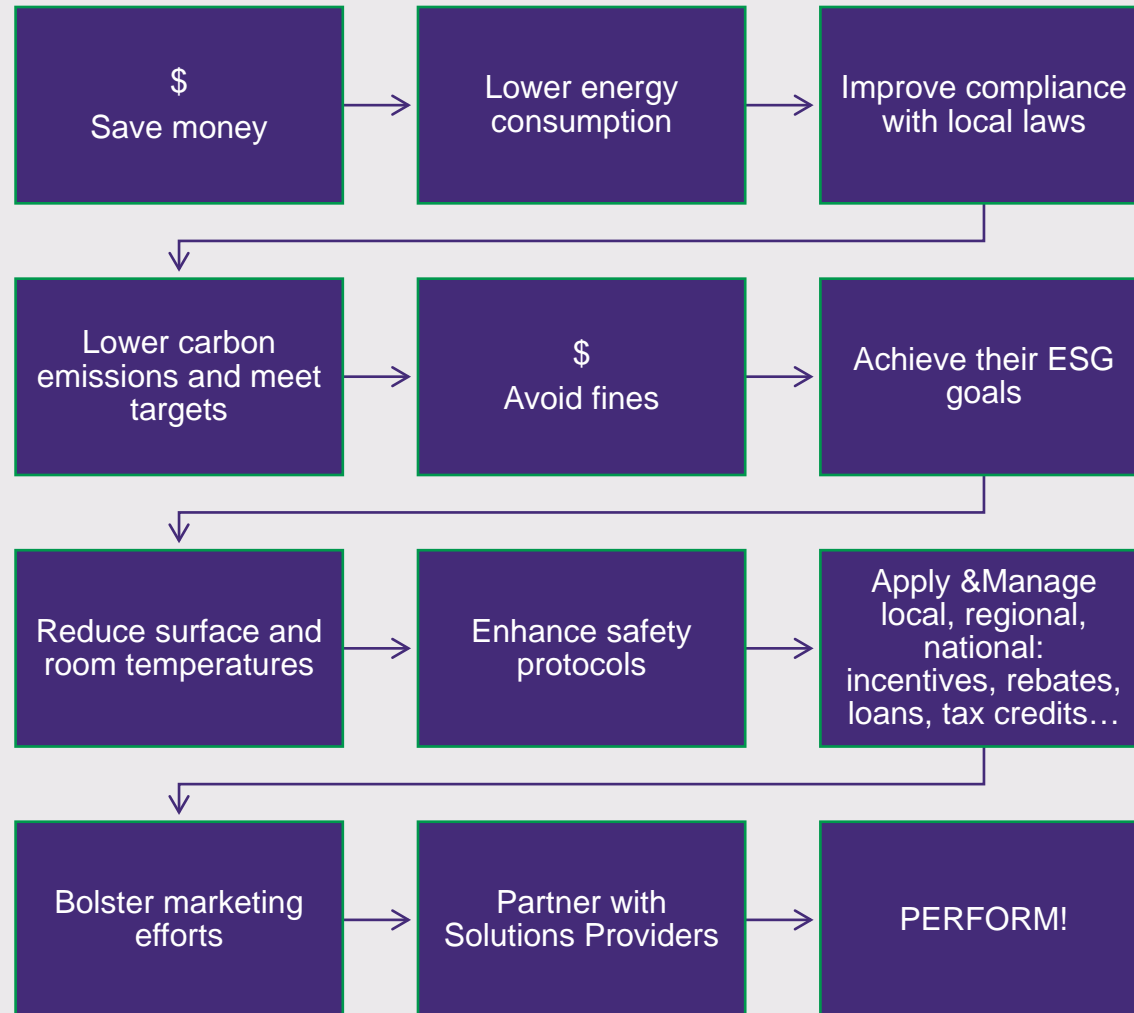 $
Save money
Lower energy
consumption
Improve compliance
with local laws
Lower carbon
emissions and meet
targets
$
Avoid fines
Achieve their ESG
goals
Reduce surface and
room temperatures
Enhance safety
protocols
Apply &Manage
local, regional,
national:
incentives, rebates,
loans, tax credits…
Bolster marketing
efforts
Partner with
Solutions Providers
PERFORM!